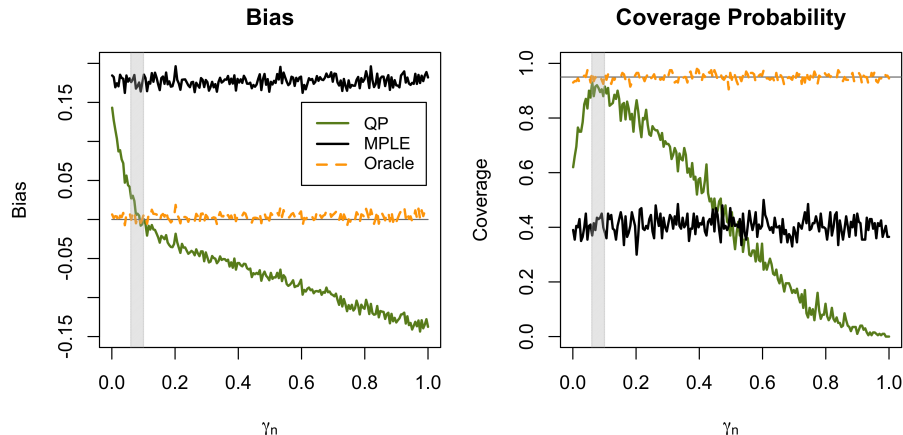 Bias
Bias
0.15
0.05
-0.05
-0.15
QP
MPLE
Oracle
0.0 0.2 0.4 0.6 0.8 1.0
γn
Coverage Probability
Coverage
1.0
0.8
0.6
0.4
0.2
0.0
0.0 0.2 0.4 0.6 0.8 1.0
γn